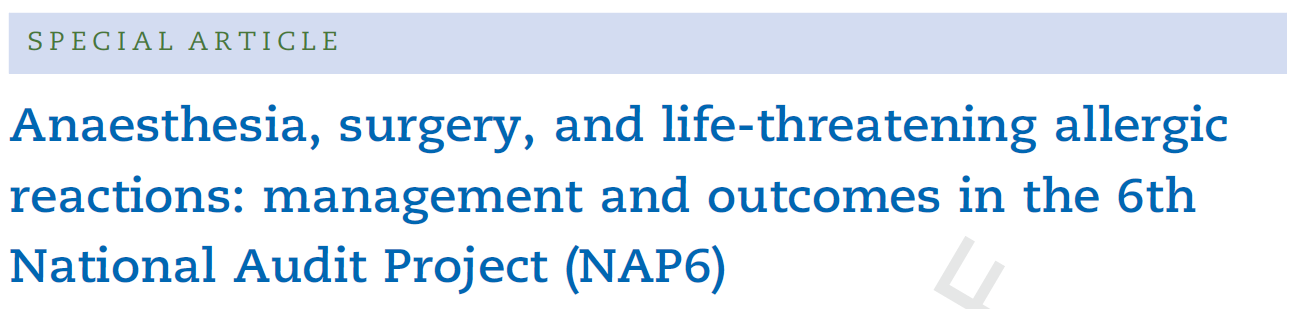 SPECIAL ARTICLE
Anaesthesia, surgery, and life-threatening allergic
reactions: management and outcomes in the 6th
National Audit Project (NAP6)
E